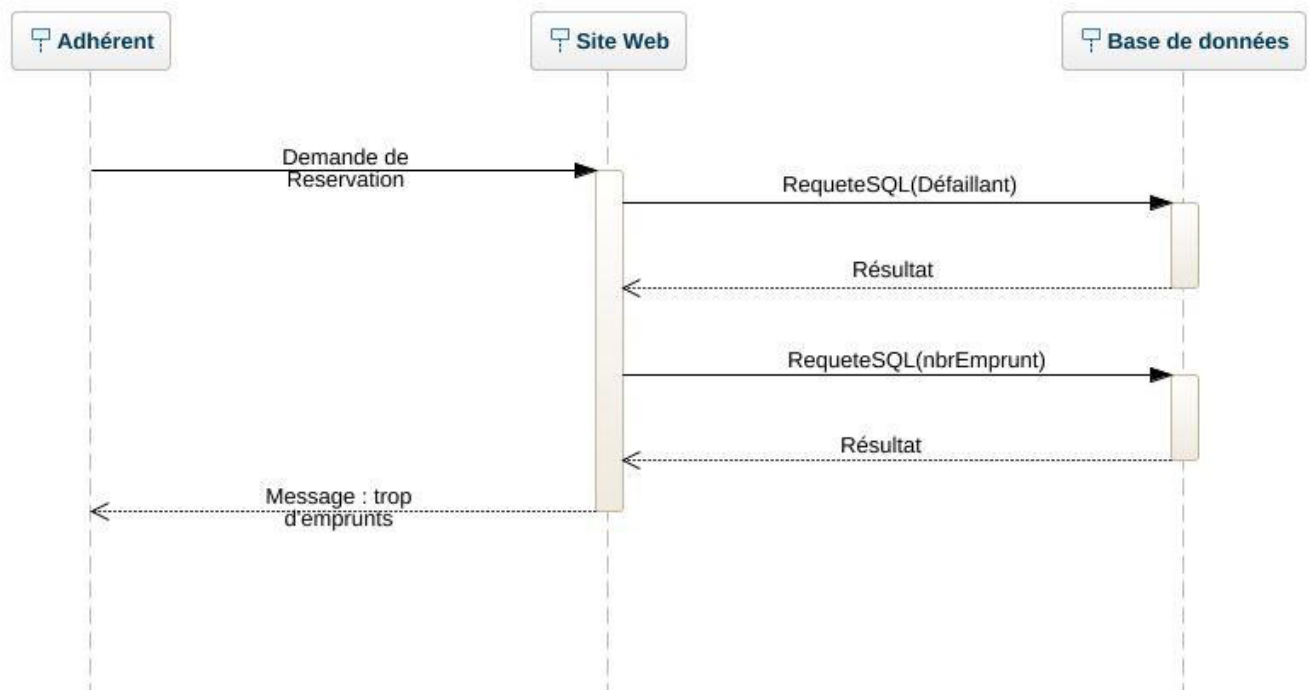 Adhérent
Site Web
Base de données
Demande de
Reservation
RequeteSQL(Défaillant)
Résultat
RequeteSQL(nbrEmprunt)
Résultat
Message : trop
d'emprunts